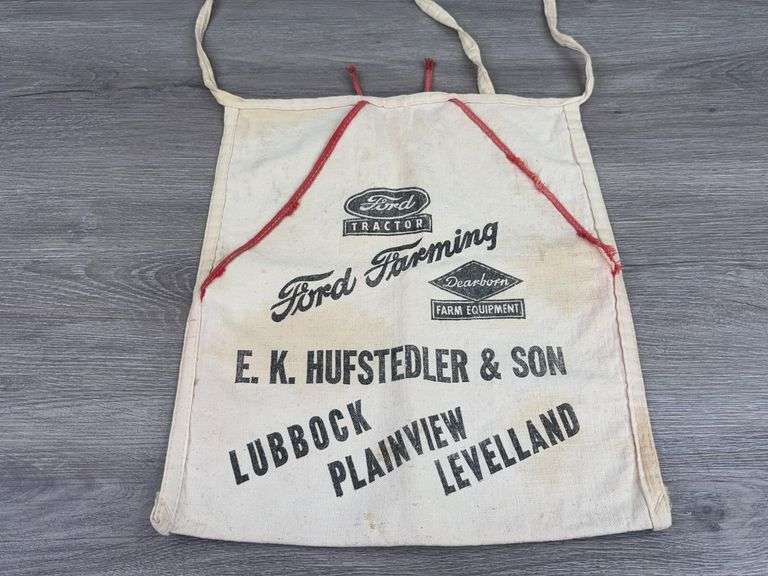 Ford
TRACTOR
Ford Farming
Dearborn
FARM EQUIPMENT
E. K. HUFSTEDLER & SON
LUBBOCK
PLAINVIEW
LEVELLAND